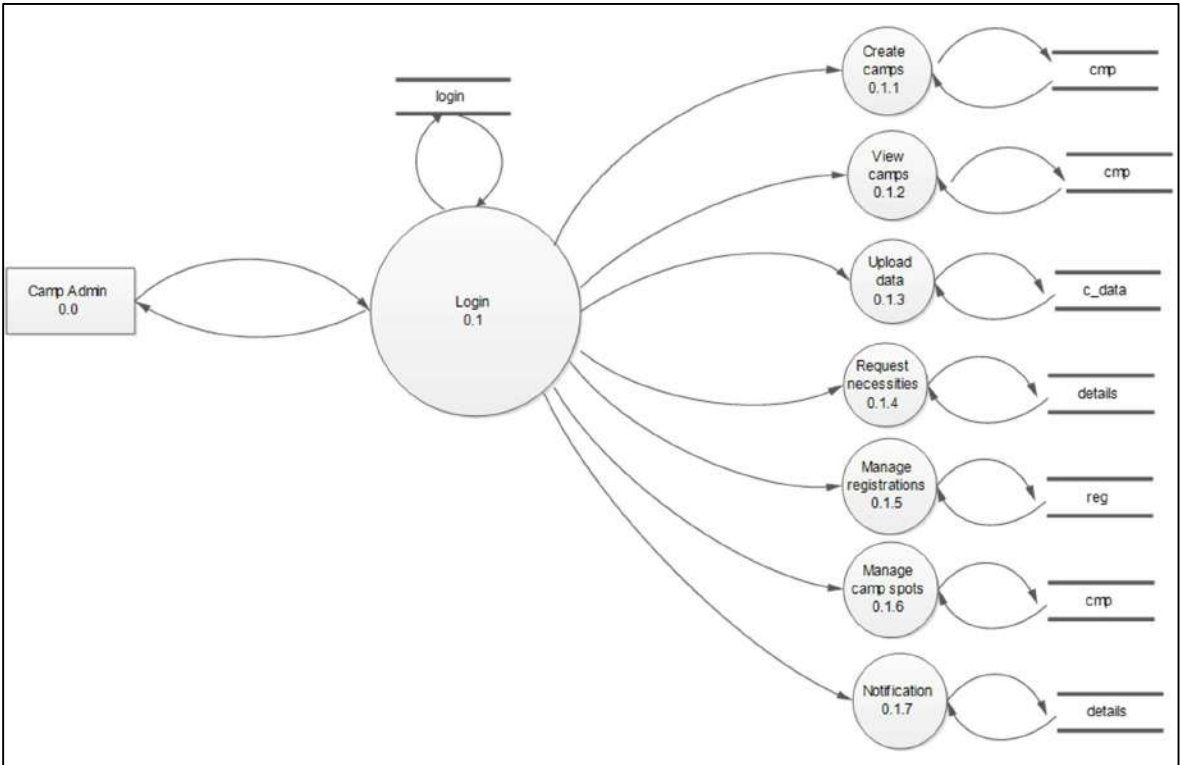 Camp Admin
0.0
login
Login
0.1
Create
camps
0.1.1
cmp
View
camps
0.1.2
cmp
Upload
data
0.1.3
c_data
Request
necessities
0.1.4
details
Manage
registrations
0.1.5
reg
Manage
camp spots
0.1.6
cmp
Notification
0.1.7
details